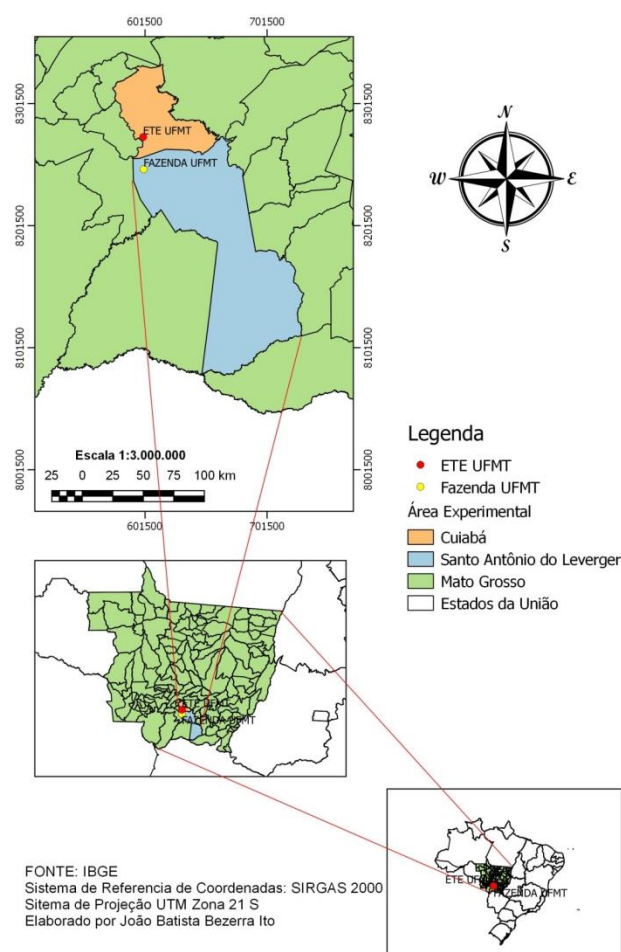 601500 701500
8301500
8201500
8101500
8001500
8301500
8201500
8101500
8001500
ETE UFMT
FAZENDA UFMT
N
W E
S
Escala 1:3.000.000
25 0 25 50 75 100 km
601500 701500
Legenda
ETE UFMT
Fazenda UFMT
Área Experimental
Cuiabá
Santo Antônio do Leverger
Mato Grosso
Estados da União
ETE UFMT
FAZENDA UFMT
ETE UFMT
FAZENDA UFMT
FONTE: IBGE
Sistema de Referencia de Coordenadas: SIRGAS 2000
Sitema de Projeção UTM Zona 21 S
Elaborado por João Batista Bezerra Ito